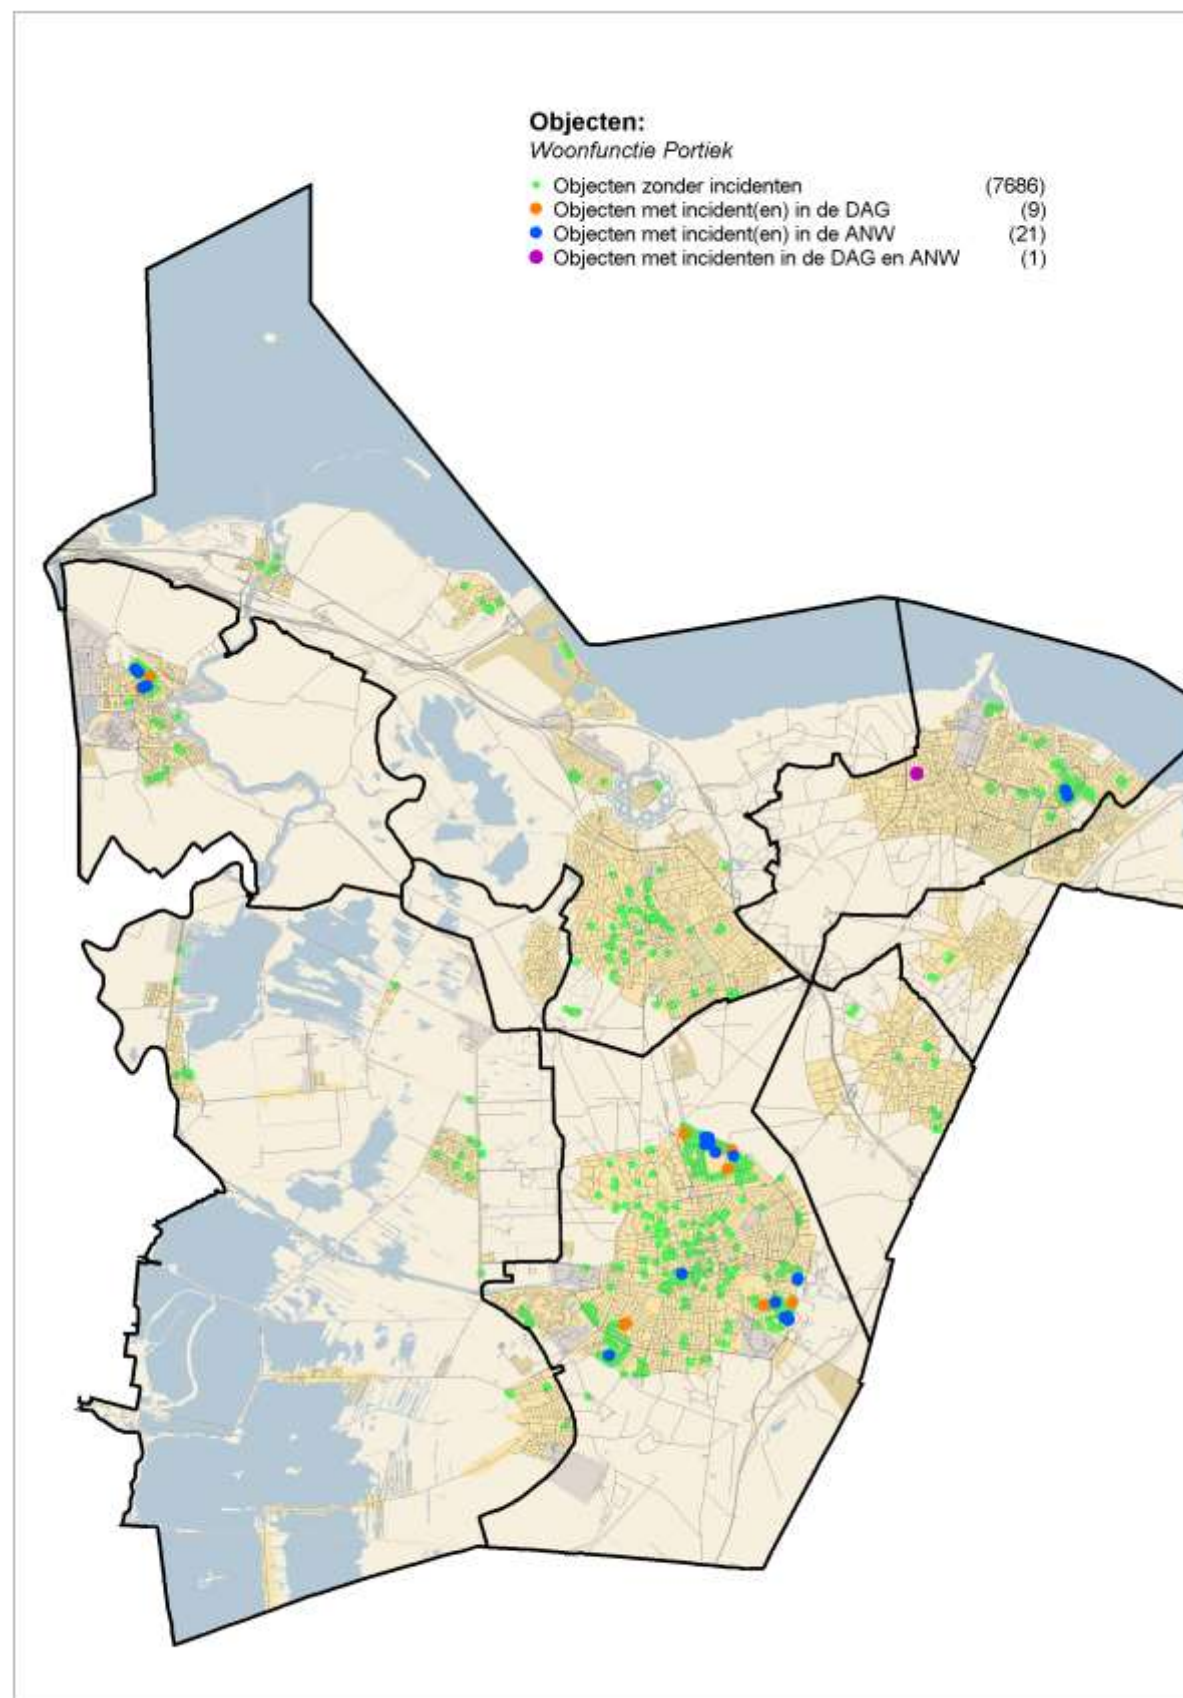 Objecten:
Woonfunctie Portiek
Objecten zonder incidenten (7686)
Objecten met incident(en) in de DAG (9)
Objecten met incident(en) in de ANW (21)
Objecten met incidenten in de DAG en ANW (1)